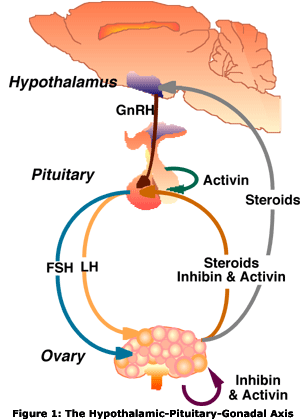 Hypothalamus
GnRH
Pituitary
Activin
Steroids
Steroids
Inhibin & Activin
FSH
LH
Ovary
Inhibin
& Activin
Figure 1: The Hypothalamic-Pituitary-Gonadal Axis